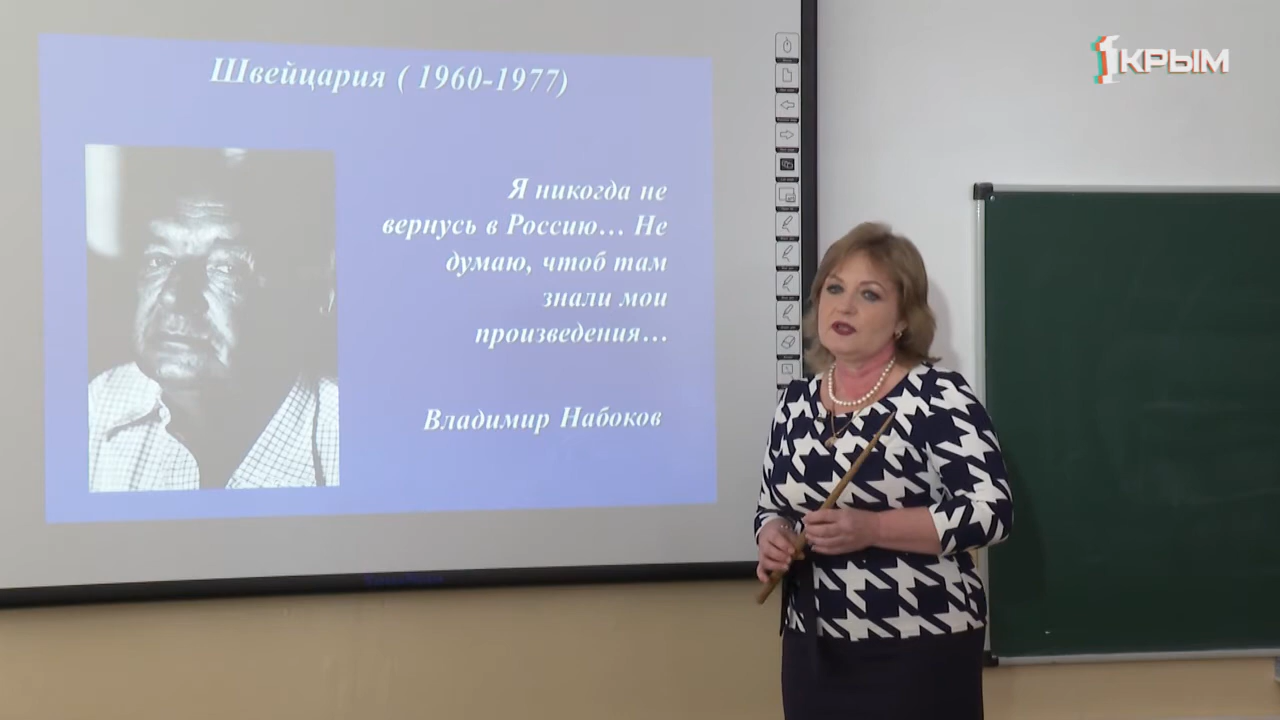 Швейцария ( 1960-1977)
1КРЫМ
Я никогда не
вернусь в Россию… Не
думаю, чтоб там
знали мои
произведения…
Владимир Набоков